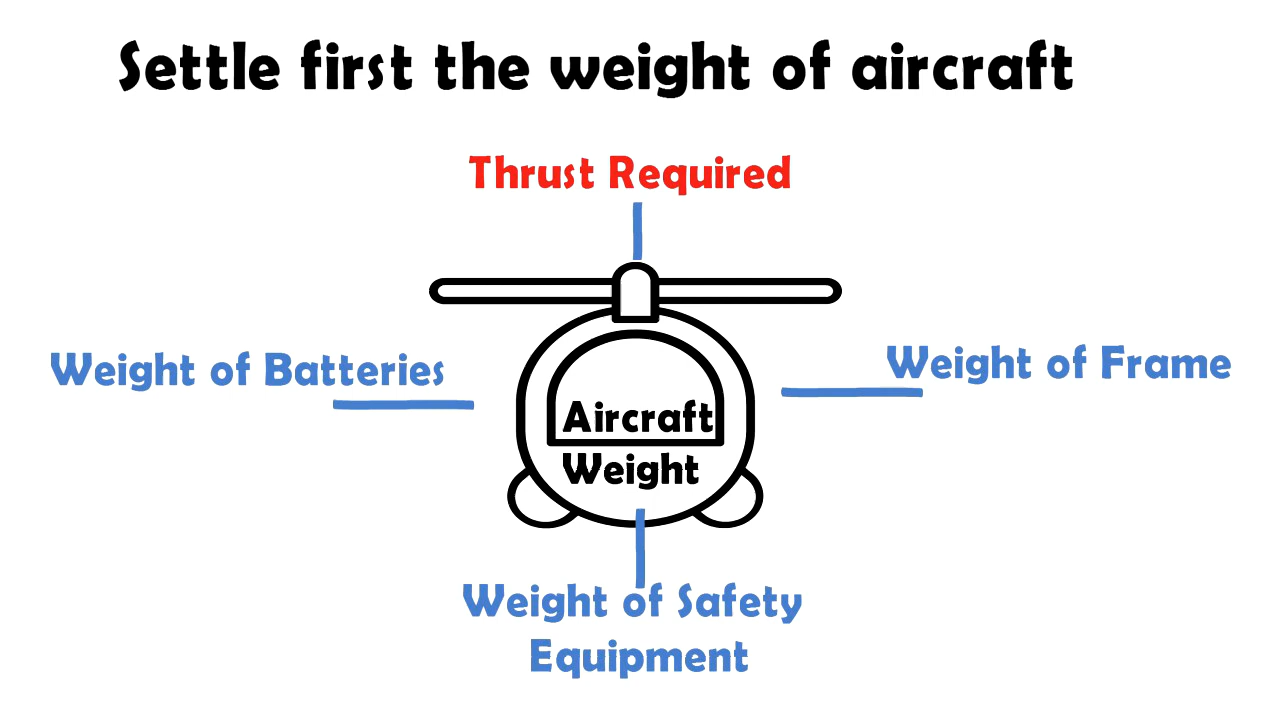 Settle first the weight of aircraft
Thrust Required
Weight of Batteries
Weight of Frame
Aircraft
Weight
Weight of Safety
Equipment